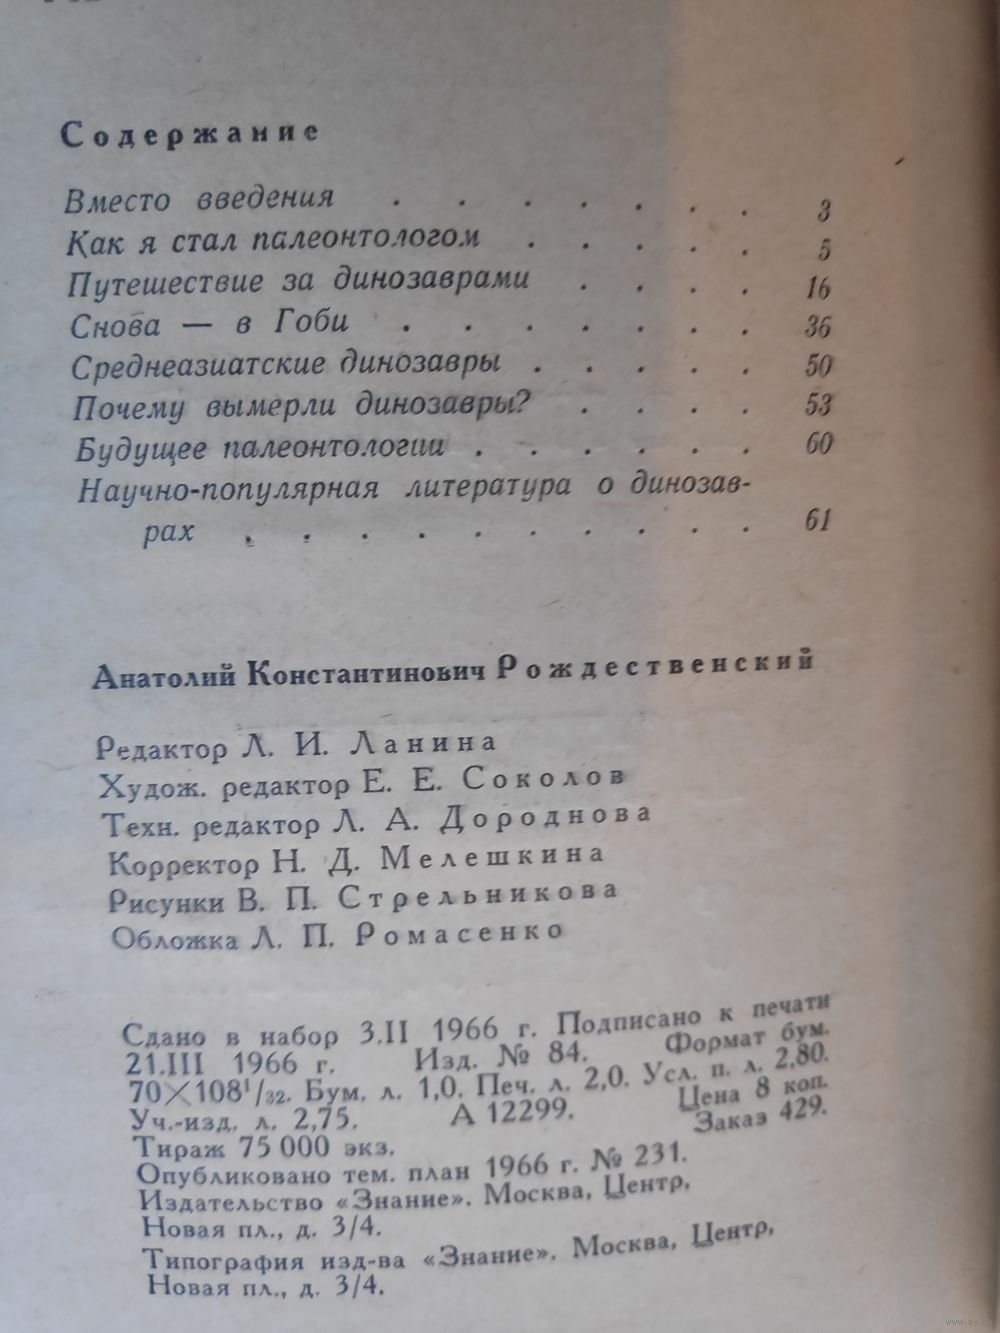 Содержание
Вместо введения . . . . . . . 3
Как я стал палеонтологом . . . . . 5
Путешествие за динозаврами . . . . 16
Снова — в Гоби . . . . . . . 36
Среднеазиатские динозавры . . . . . 50
Почему вымерли динозавры? . . . . 53
Будущее палеонтологии . . . . . . 60
Научно-популярная литература о динозав-
рах . . . . . . . . . . 61
Анатолий Константинович Рождественский
Редактор Л. И. Ланина
Худож. редактор Е. Е. Соколов
Техн. редактор Л. А. Дороднова
Корректор Н. Д. Мелешкина
Рисунки В. П. Стрельникова
Обложка Л. П. Ромасенко
Сдано в набор 3.II 1966 г. Подписано к печати
21.III 1966 г. Изд. № 84. Формат бум.
70×108¹/₃₂. Бум. л. 1,0. Печ. л. 2,0. Усл. п. л. 2,80.
Уч.-изд. л. 2,75. А 12299. Цена 8 коп.
Тираж 75 000 экз. Заказ 429.
Опубликовано тем. план 1966 г. № 231.
Издательство «Знание». Москва, Центр,
Новая пл., д. 3/4.
Типография изд-ва «Знание». Москва, Центр,
Новая пл., д. 3/4.